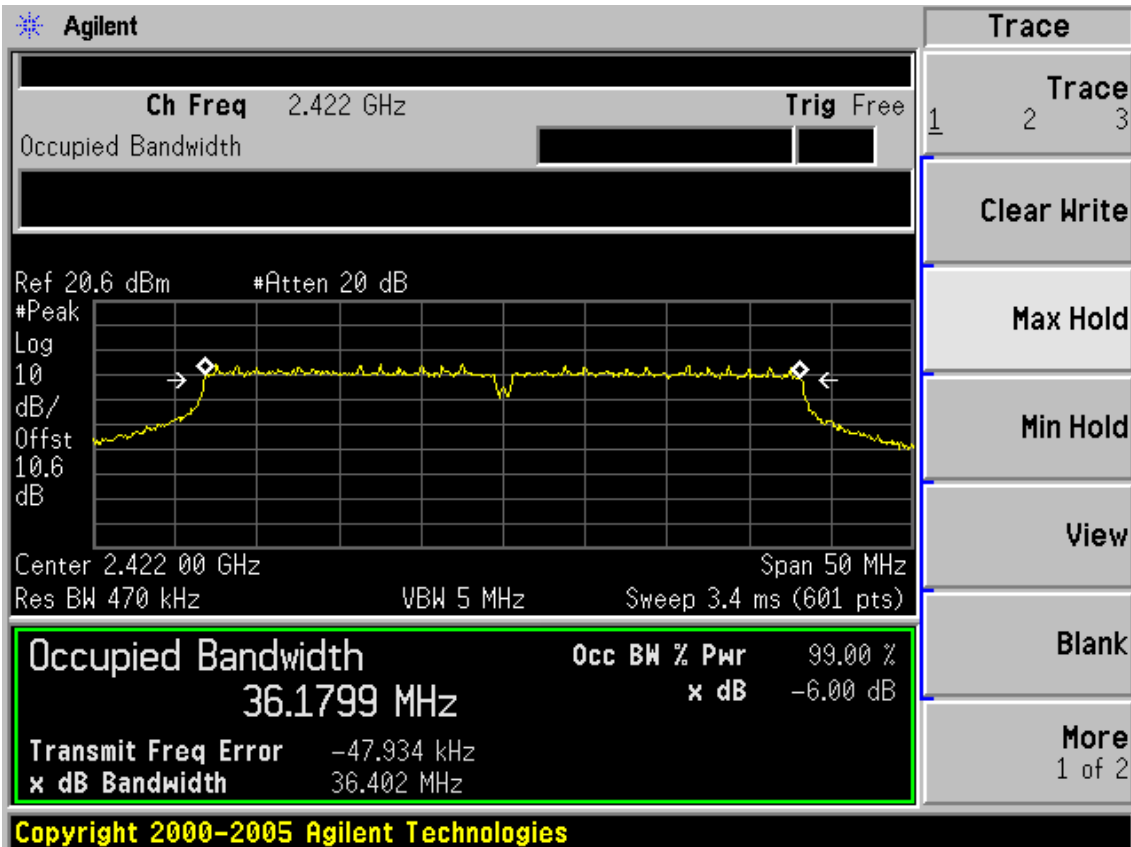 Agilent
Trace
Ch Freq 2.422 GHz Trig Free
Occupied Bandwidth
Trace
1 2 3
Clear Write
Max Hold
Min Hold
View
Blank
More
1 of 2
Ref 20.6 dBm #Atten 20 dB
#Peak
Log
10
dB/
Offst
10.6
dB
Center 2.422 00 GHz Span 50 MHz
Res BW 470 kHz VBW 5 MHz Sweep 3.4 ms (601 pts)
Occupied Bandwidth Occ BW % Pwr 99.00 %
36.1799 MHz x dB -6.00 dB
Transmit Freq Error -47.934 kHz
x dB Bandwidth 36.402 MHz
Copyright 2000-2005 Agilent Technologies